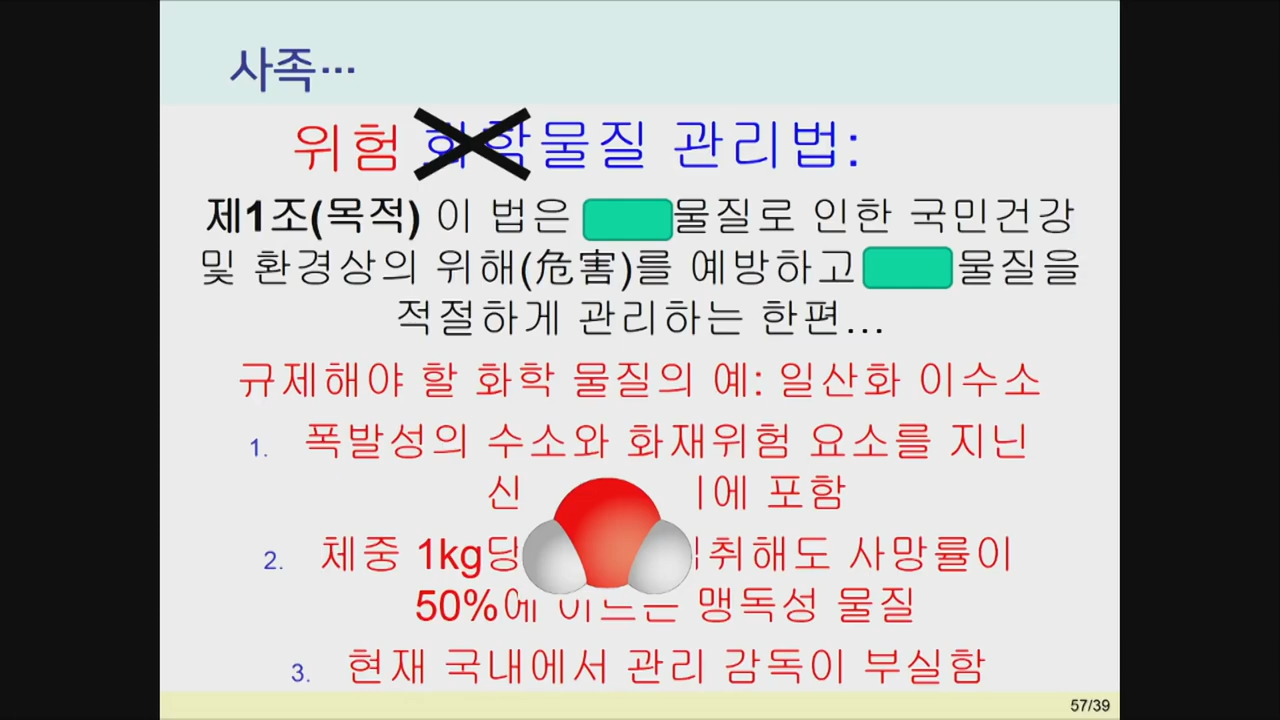 사족…
위험 화학물질 관리법:
제1조(목적) 이 법은 물질로 인한 국민건강
및 환경상의 위해(危害)를 예방하고 물질을
적절하게 관리하는 한편…
규제해야 할 화학 물질의 예: 일산화 이수소
1. 폭발성의 수소와 화재위험 요소를 지닌
신 에 포함
2. 체중 1kg당 취해도 사망률이
50%에 이르는 맹독성 물질
3. 현재 국내에서 관리 감독이 부실함
57/39